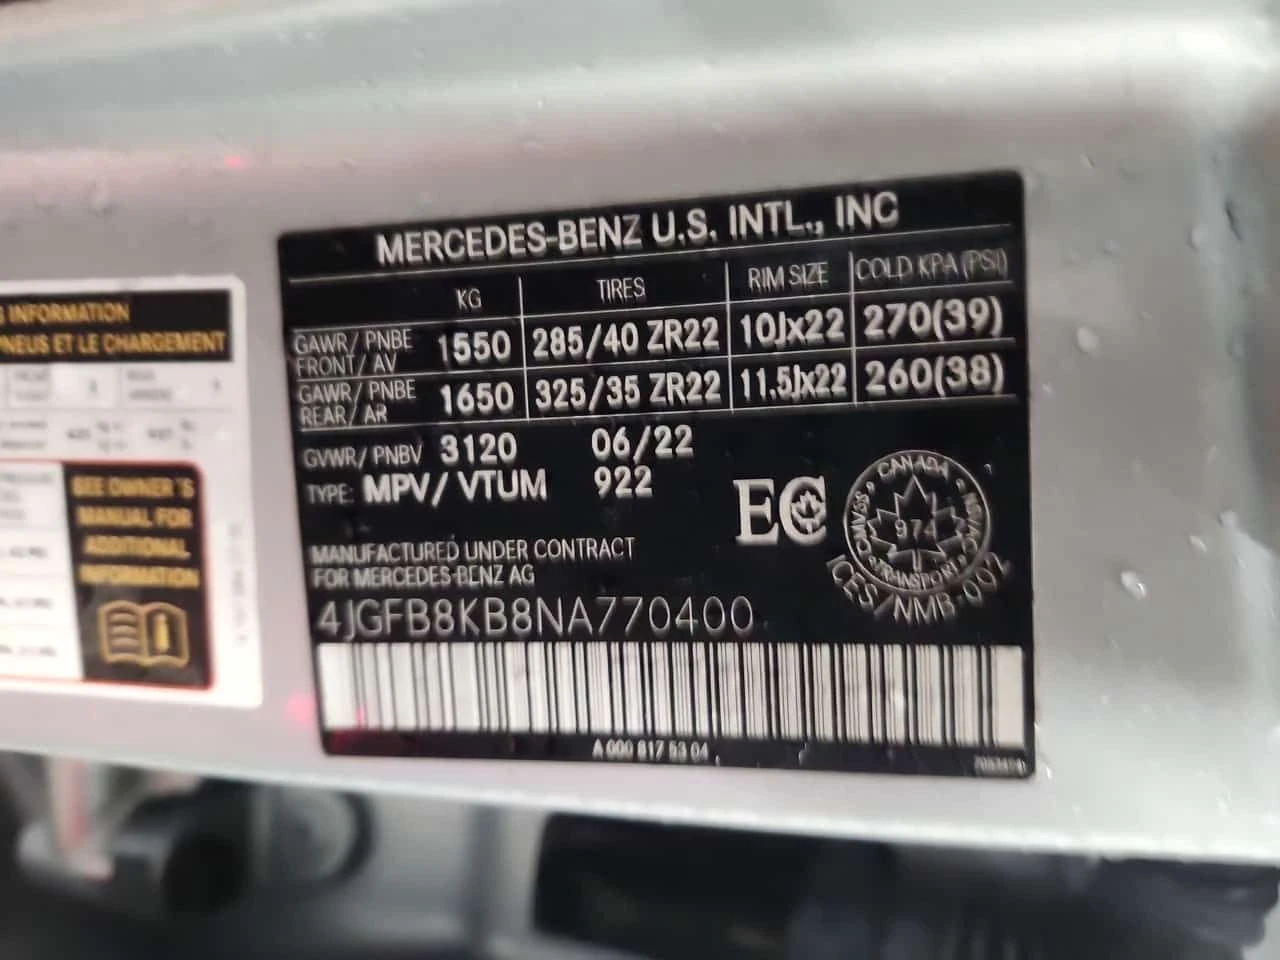 MERCEDES-BENZ U.S. INTL., INC
KG TIRES RIM SIZE COLD KPA (PSI)
GAWR/ PNBE FRONT/ AV 1550 285/40 ZR22 10Jx22 270(39)
GAWR/ PNBE REAR/ AR 1650 325/35 ZR22 11.5Jx22 260(38)
GVWR/ PNBV 3120 06/22
TYPE: MPV/ VTUM 922
EC
CANADA
NSVAC
TRANSPORT
974
ICES/NMB-002
MANUFACTURED UNDER CONTRACT
FOR MERCEDES-BENZ AG
4JGFB8KB8NA770400
A 000 817 53 04
INFORMATION
PNEUS ET LE CHARGEMENT
SEE OWNER'S
MANUAL FOR
ADDITIONAL
INFORMATION